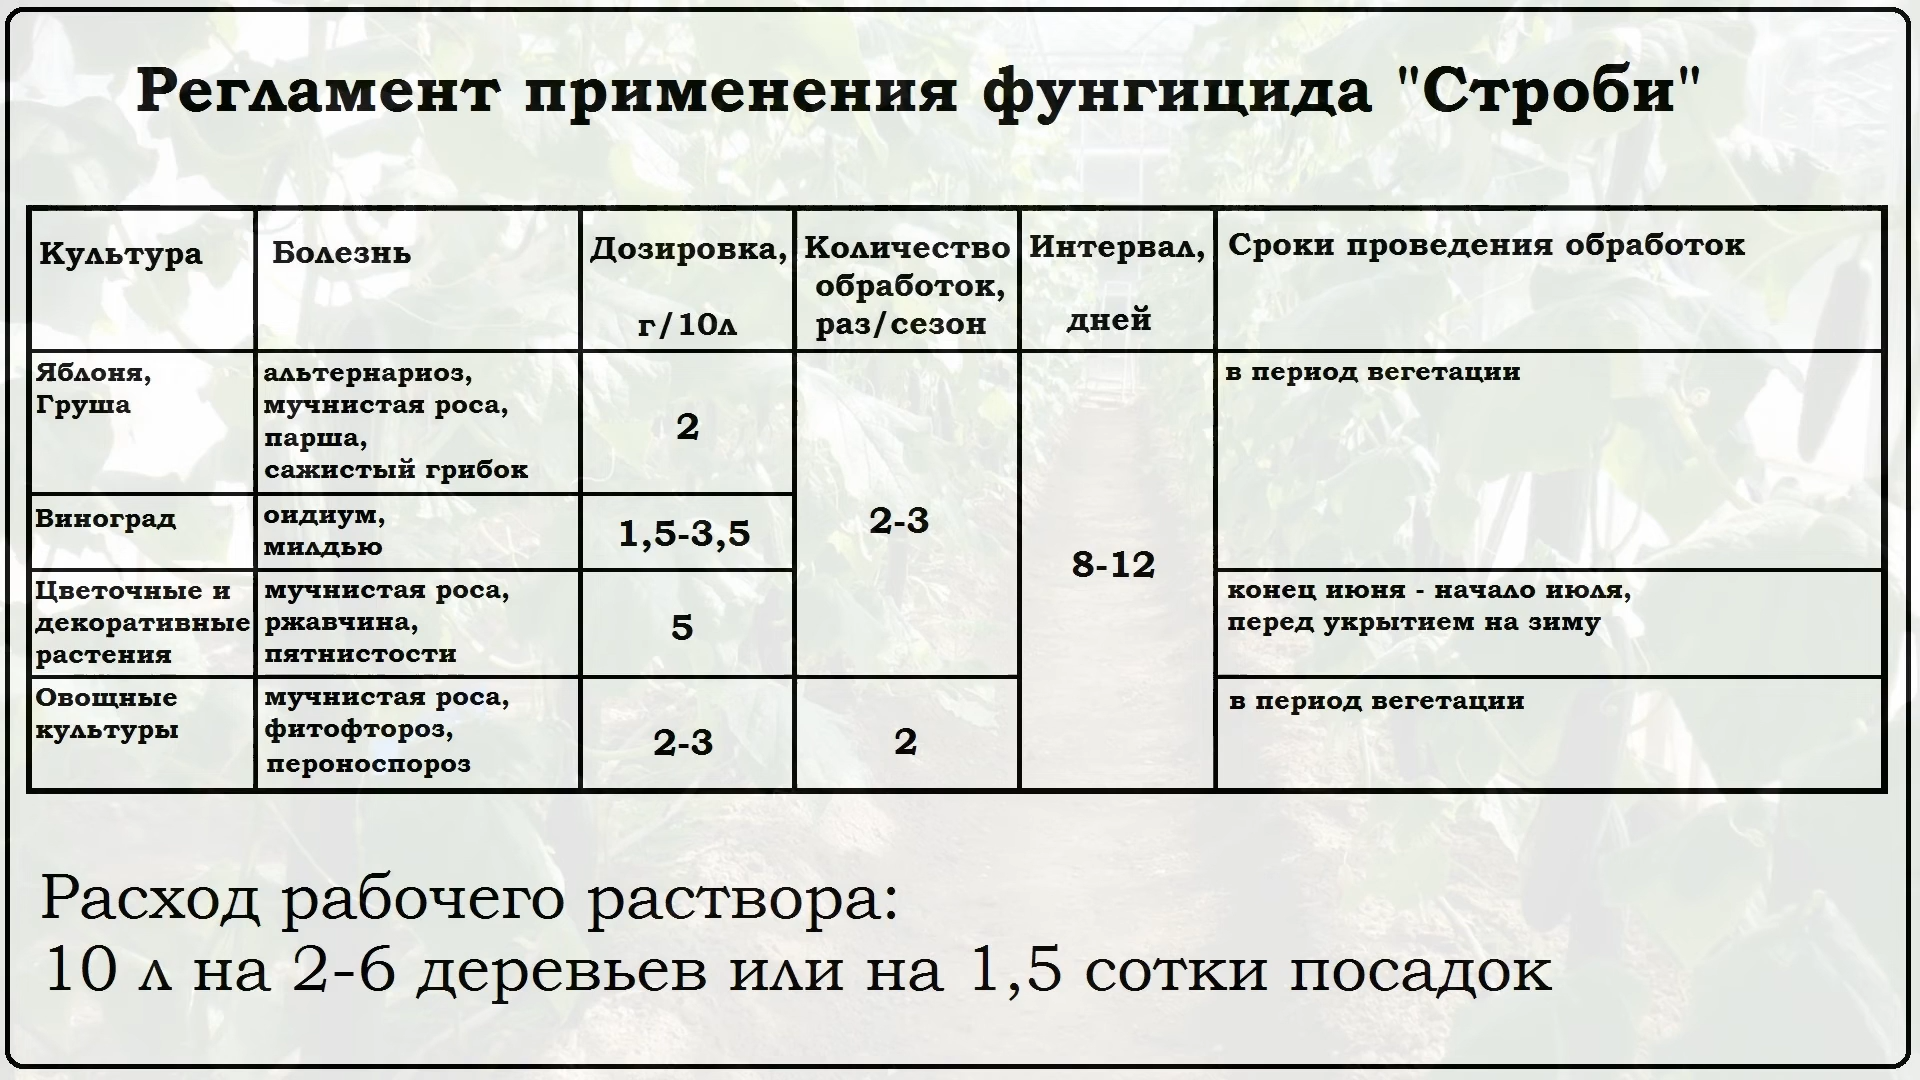 Регламент применения фунгицида "Строби"
Культура
Болезнь
Дозировка,
г/10л
Количество
обработок,
раз/сезон
Интервал,
дней
Сроки проведения обработок
Яблоня,
Груша
альтернариоз,
мучнистая роса,
парша,
сажистый грибок
2
2-3
8-12
в период вегетации
Виноград
оидиум,
милдью
1,5-3,5
Цветочные и
декоративные
растения
мучнистая роса,
ржавчина,
пятнистости
5
конец июня - начало июля,
перед укрытием на зиму
Овощные
культуры
мучнистая роса,
фитофтороз,
пероноспороз
2-3
2
в период вегетации
Расход рабочего раствора:
10 л на 2-6 деревьев или на 1,5 сотки посадок